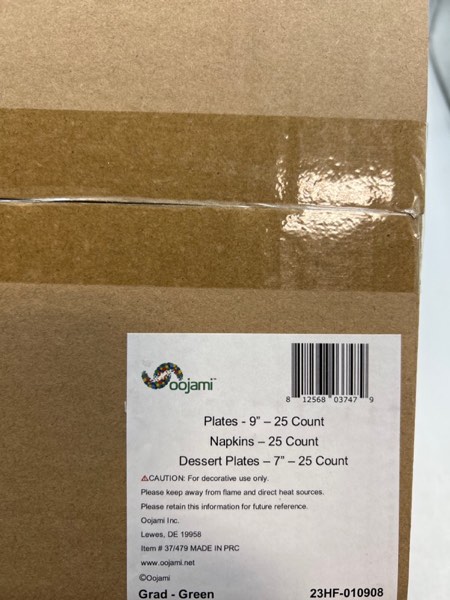 oojami™
8 12568 03747 9
Plates - 9" – 25 Count
Napkins – 25 Count
Dessert Plates – 7" – 25 Count
⚠CAUTION: For decorative use only.
Please keep away from flame and direct heat sources.
Please retain this information for future reference.
Oojami Inc.
Lewes, DE 19958
Item # 37/479 MADE IN PRC
www.oojami.net
©Oojami
Grad - Green 23HF-010908